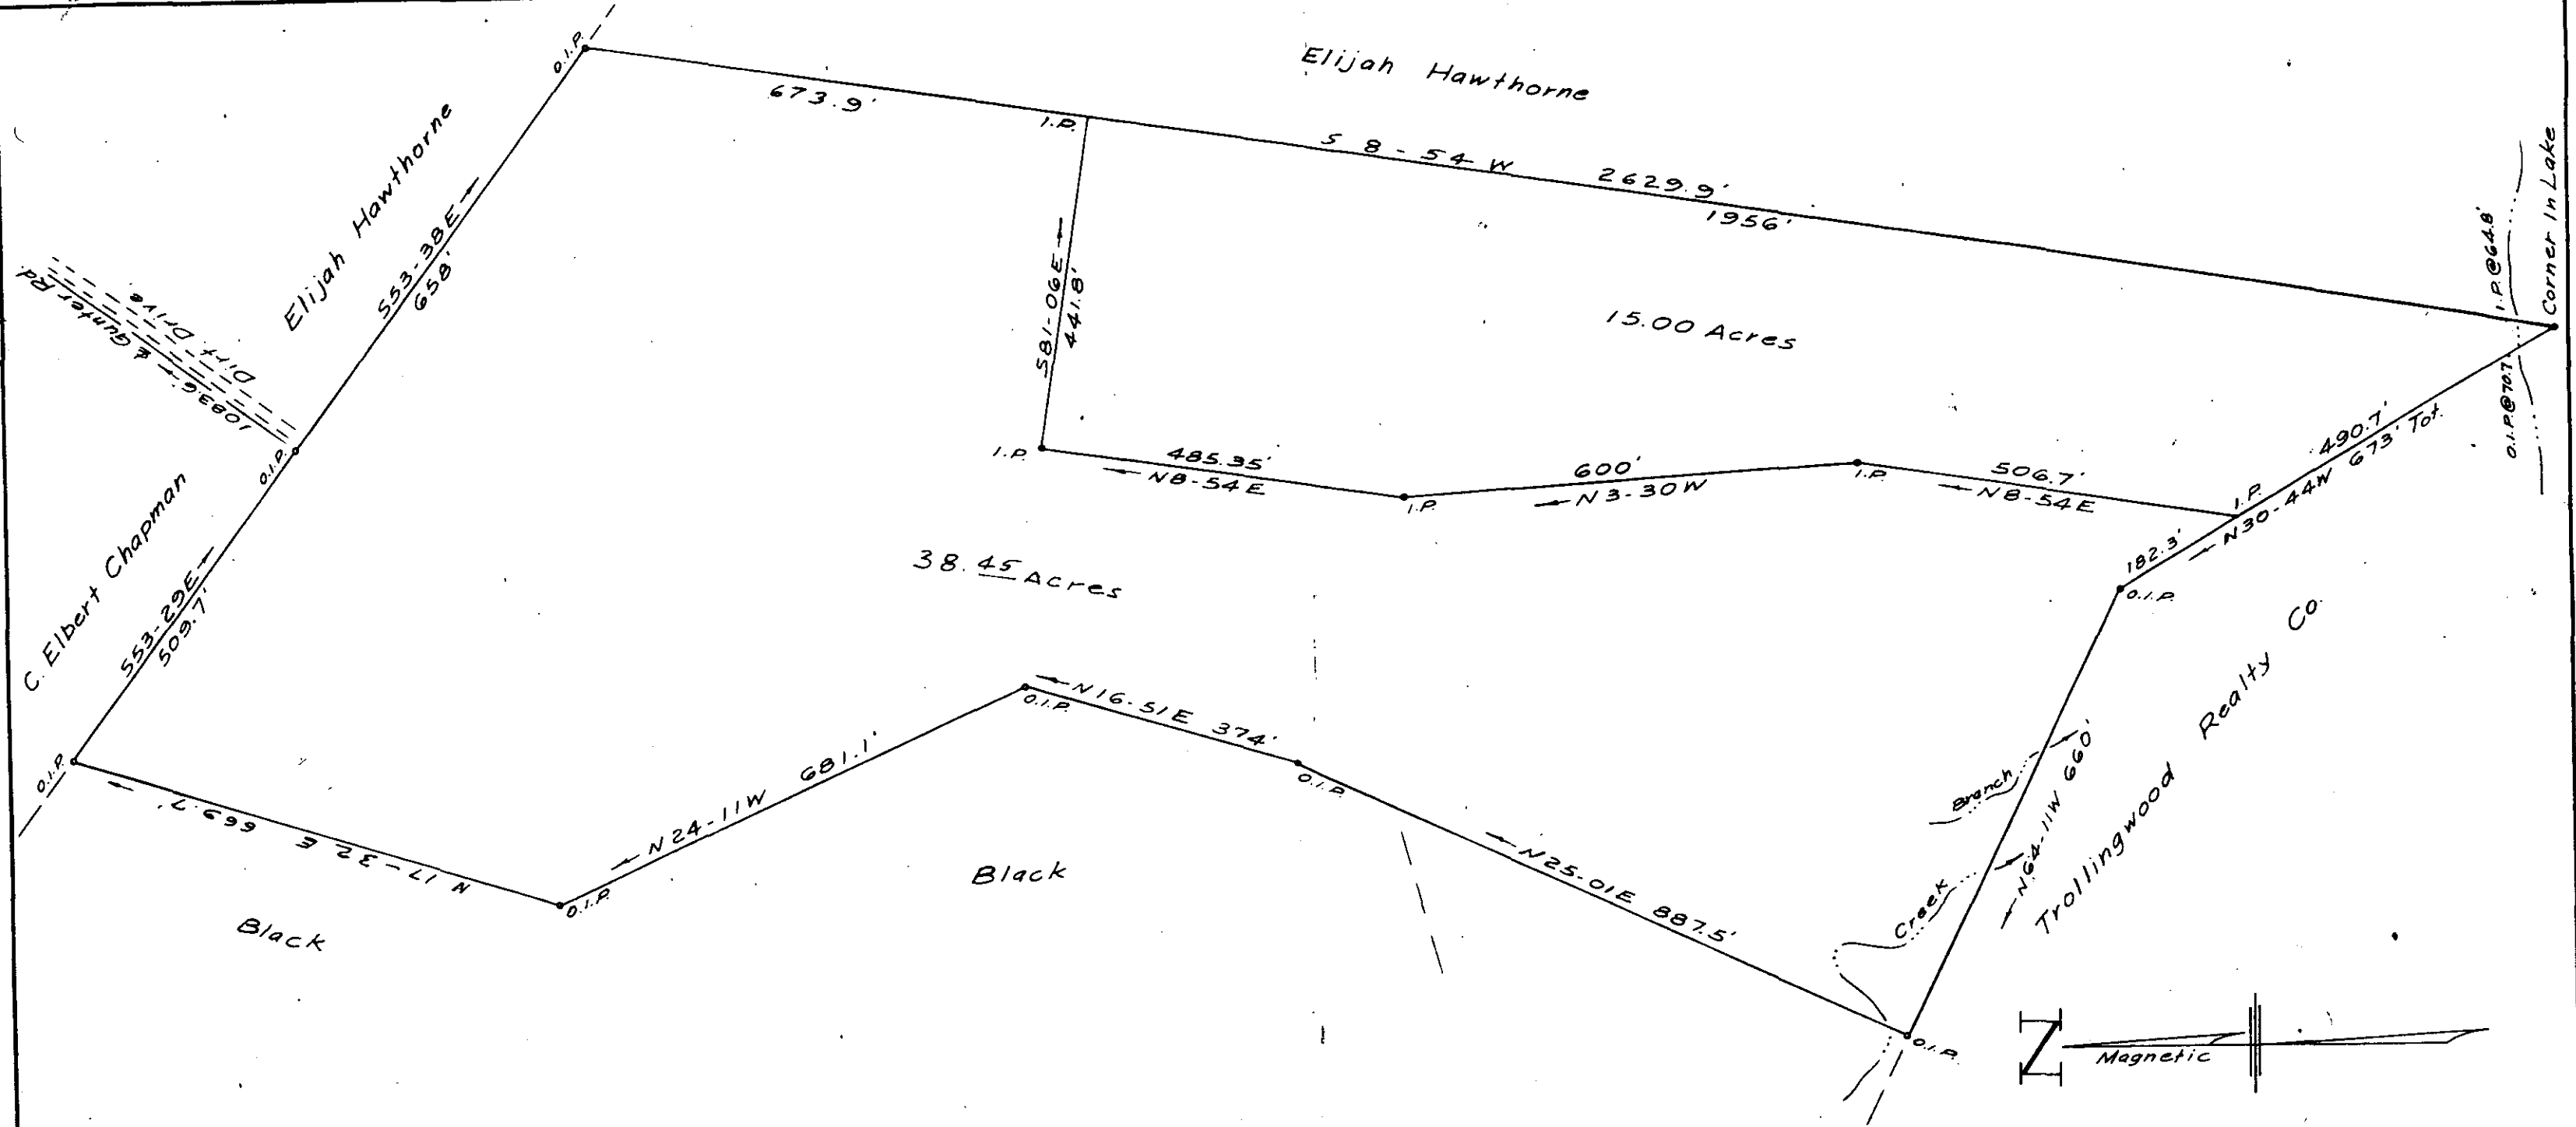 Elijah Hawthorne
O.I.P.
673.9'
I.P.
S 8-54 W
2629.9'
1956'
I.P.@64.8'
Corner In Lake
O.I.P.@70.7'
Elijah Hawthorne
S53-38E
658'
S81-06E
441.8'
15.00 Acres
Dirt Drive
℄ Gunter Rd.
1083.6'
O.I.P.
I.P.
485.35'
N8-54E
I.P.
600'
N3-30W
I.P.
506.7'
N8-54E
I.P.
490.7'
N30-44W 673' Tot.
182.3'
O.I.P.
C. Elbert Chapman
S53-29E
509.7'
38.45 Acres
O.I.P.
N 17-32 E 669.7'
O.I.P.
N24-11W 681.1'
O.I.P.
N16-51E 374'
O.I.P.
N25-01E 887.5'
O.I.P.
Branch
Creek
N64-11W 660'
Trollingwood Realty Co.
Black
Black
N
Magnetic